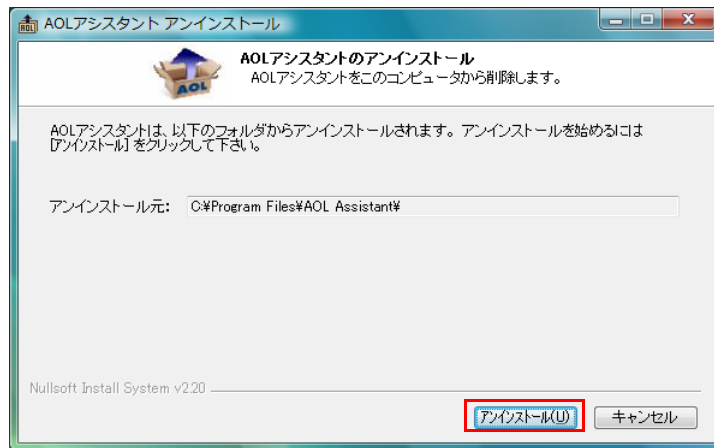 AOLアシスタント アンインストール
AOLアシスタントのアンインストール
AOLアシスタントをこのコンピュータから削除します。
AOL
AOLアシスタントは、以下のフォルダからアンインストールされます。アンインストールを始めるには
[アンインストール] をクリックして下さい。
アンインストール元: C:¥Program Files¥AOL Assistant¥
Nullsoft Install System v2.20
アンインストール(U) キャンセル